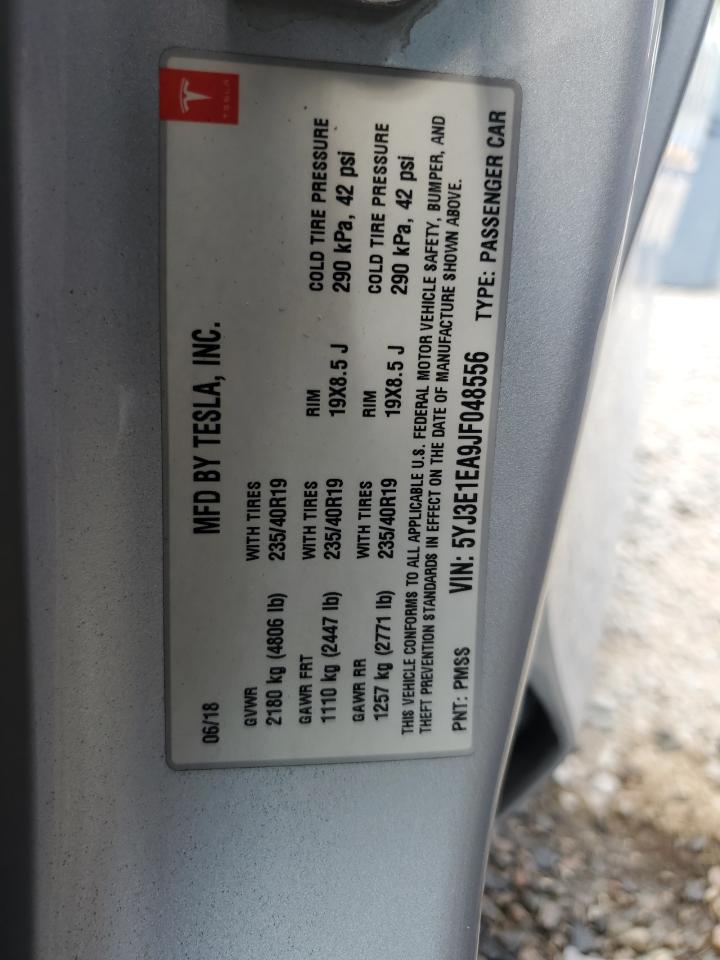 TESLA
06/18 MFD BY TESLA, INC.
GVWR WITH TIRES
2180 kg (4806 lb) 235/40R19
GAWR FRT WITH TIRES RIM COLD TIRE PRESSURE
1110 kg (2447 lb) 235/40R19 19X8.5 J 290 kPa, 42 psi
GAWR RR WITH TIRES RIM COLD TIRE PRESSURE
1257 kg (2771 lb) 235/40R19 19X8.5 J 290 kPa, 42 psi
THIS VEHICLE CONFORMS TO ALL APPLICABLE U.S. FEDERAL MOTOR VEHICLE SAFETY, BUMPER, AND
THEFT PREVENTION STANDARDS IN EFFECT ON THE DATE OF MANUFACTURE SHOWN ABOVE.
PNT: PMSS VIN: 5YJ3E1EA9JF048556 TYPE: PASSENGER CAR